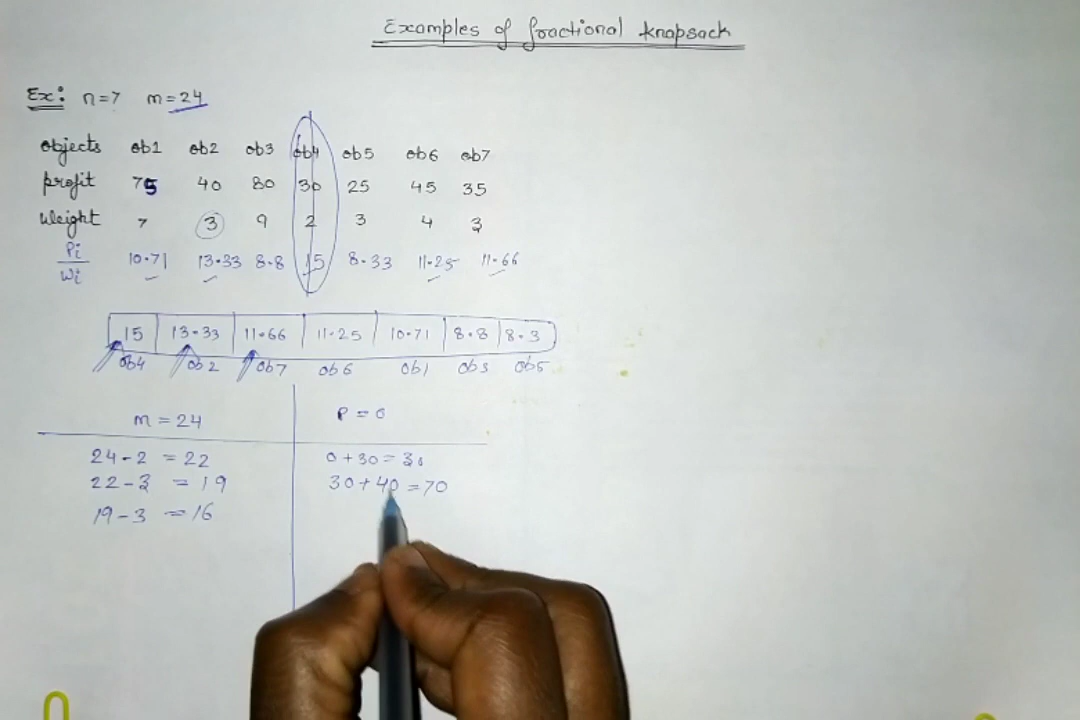 Examples of fractional knapsack
Ex: n=7 m=24
objects ob1 ob2 ob3 ob4 ob5 ob6 ob7
profit 75 40 80 30 25 45 35
Weight 7 3 9 2 3 4 3
Pi/Wi 10.71 13.33 8.8 15 8.33 11.25 11.66
15 13.33 11.66 11.25 10.71 8.8 8.3
ob4 ob2 ob7 ob6 ob1 ob3 ob5
m = 24 P = 0
24-2 = 22 0+30=30
22-3 = 19 30+40=70
19-3 = 16